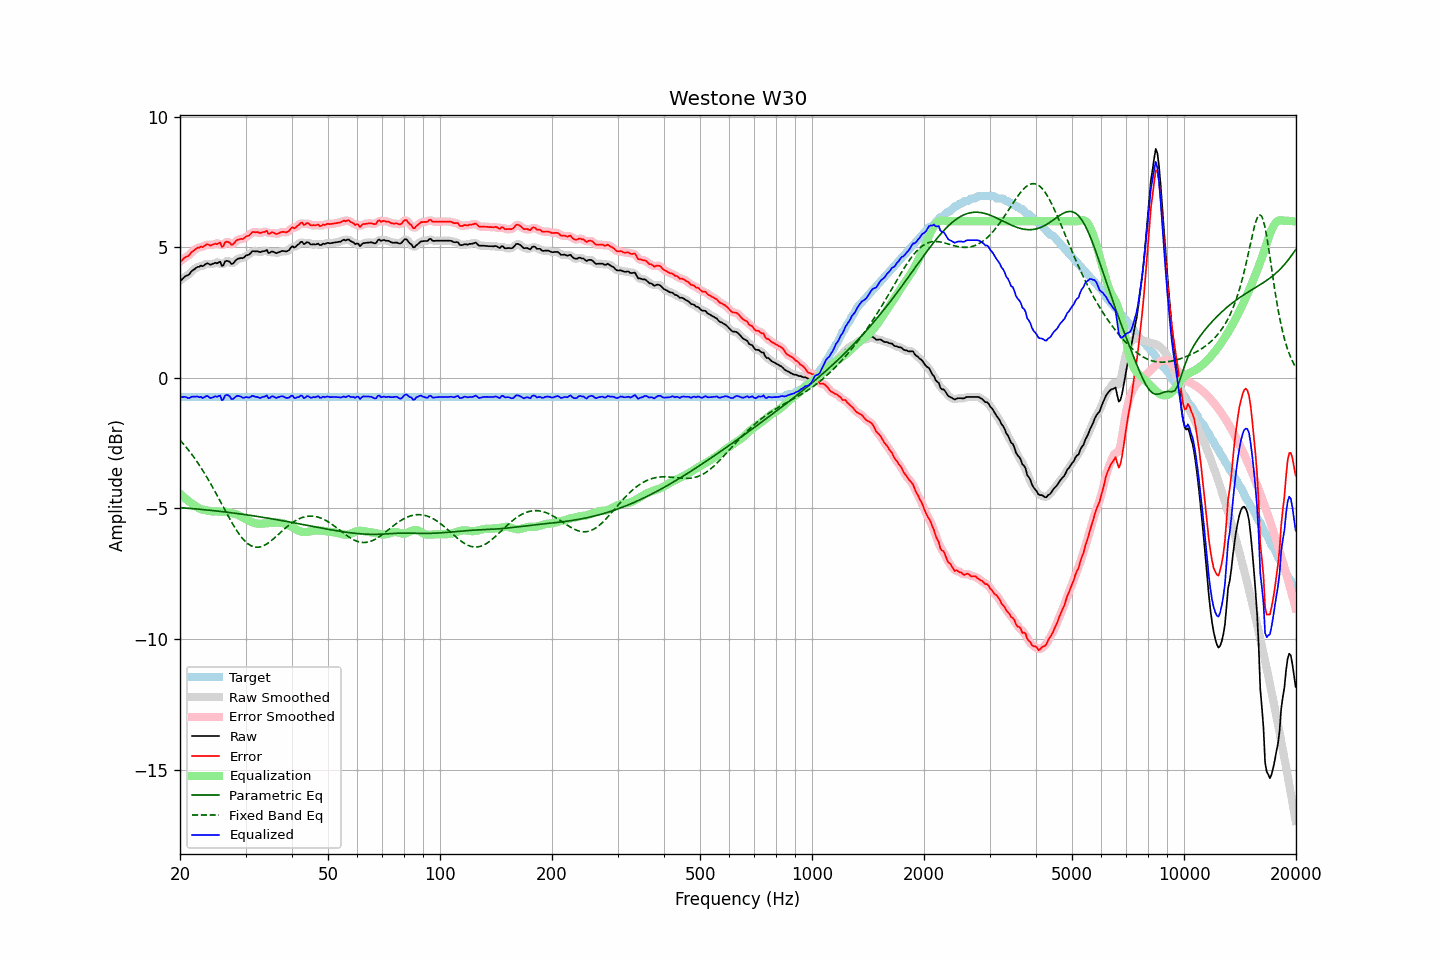 Westone W30
Amplitude (dBr)
10
5
0
−5
−10
−15
Target
Raw Smoothed
Error Smoothed
Raw
Error
Equalization
Parametric Eq
Fixed Band Eq
Equalized
20 50 100 200 500 1000 2000 5000 10000 20000
Frequency (Hz)